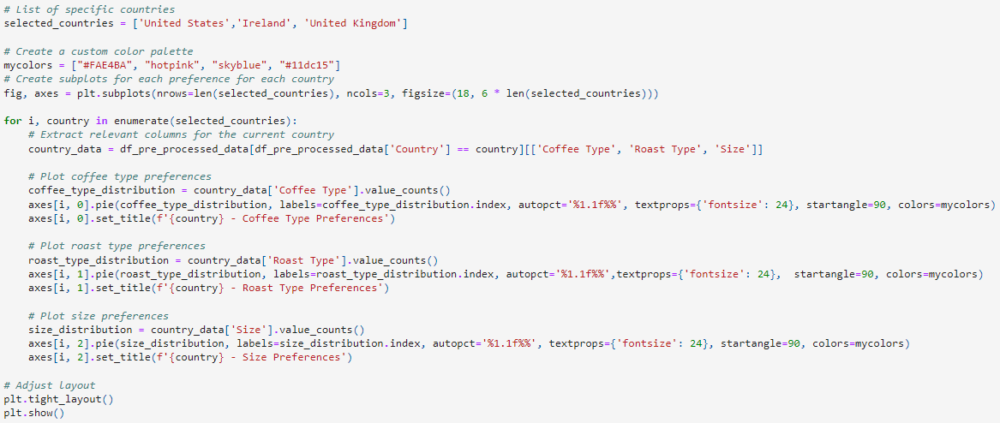 # List of specific countries
selected_countries = ['United States','Ireland', 'United Kingdom']

# Create a custom color palette
mycolors = ["#FAE4BA", "hotpink", "skyblue", "#11dc15"]
# Create subplots for each preference for each country
fig, axes = plt.subplots(nrows=len(selected_countries), ncols=3, figsize=(18, 6 * len(selected_countries)))

for i, country in enumerate(selected_countries):
    # Extract relevant columns for the current country
    country_data = df_pre_processed_data[df_pre_processed_data['Country'] == country][['Coffee Type', 'Roast Type', 'Size']]

    # Plot coffee type preferences
    coffee_type_distribution = country_data['Coffee Type'].value_counts()
    axes[i, 0].pie(coffee_type_distribution, labels=coffee_type_distribution.index, autopct='%1.1f%%', textprops={'fontsize': 24}, startangle=90, colors=mycolors)
    axes[i, 0].set_title(f'{country} - Coffee Type Preferences')

    # Plot roast type preferences
    roast_type_distribution = country_data['Roast Type'].value_counts()
    axes[i, 1].pie(roast_type_distribution, labels=roast_type_distribution.index, autopct='%1.1f%%',textprops={'fontsize': 24},  startangle=90, colors=mycolors)
    axes[i, 1].set_title(f'{country} - Roast Type Preferences')

    # Plot size preferences
    size_distribution = country_data['Size'].value_counts()
    axes[i, 2].pie(size_distribution, labels=size_distribution.index, autopct='%1.1f%%', textprops={'fontsize': 24}, startangle=90, colors=mycolors)
    axes[i, 2].set_title(f'{country} - Size Preferences')

# Adjust layout
plt.tight_layout()
plt.show()